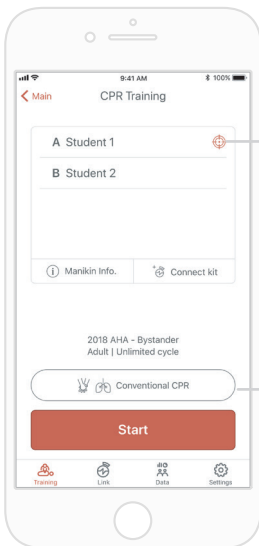 9:41 AM
100%
Main
CPR Training
A Student 1
B Student 2
i Manikin Info.
Connect kit
2018 AHA - Bystander
Adult | Unlimited cycle
Conventional CPR
Start
Training
Link
Data
Settings